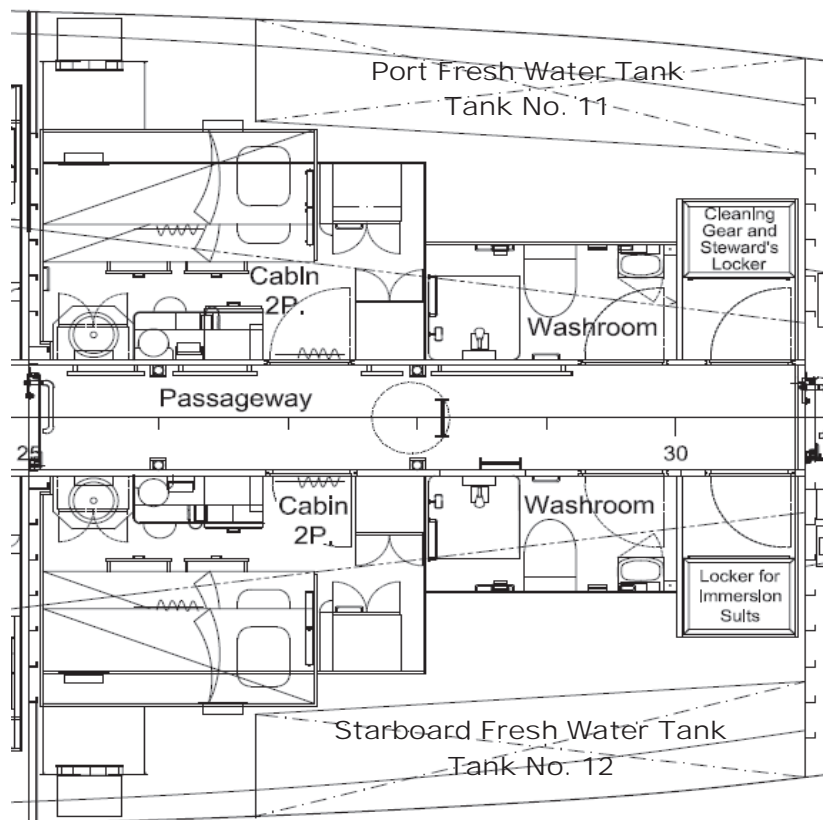 Port Fresh Water Tank
Tank No. 11
Cleaning
Gear and
Steward's
Locker
Cabin
2P.
Washroom
Passageway
25
30
Cabin
2P.
Washroom
Locker for
Immersion
Suits
Starboard Fresh Water Tank
Tank No. 12